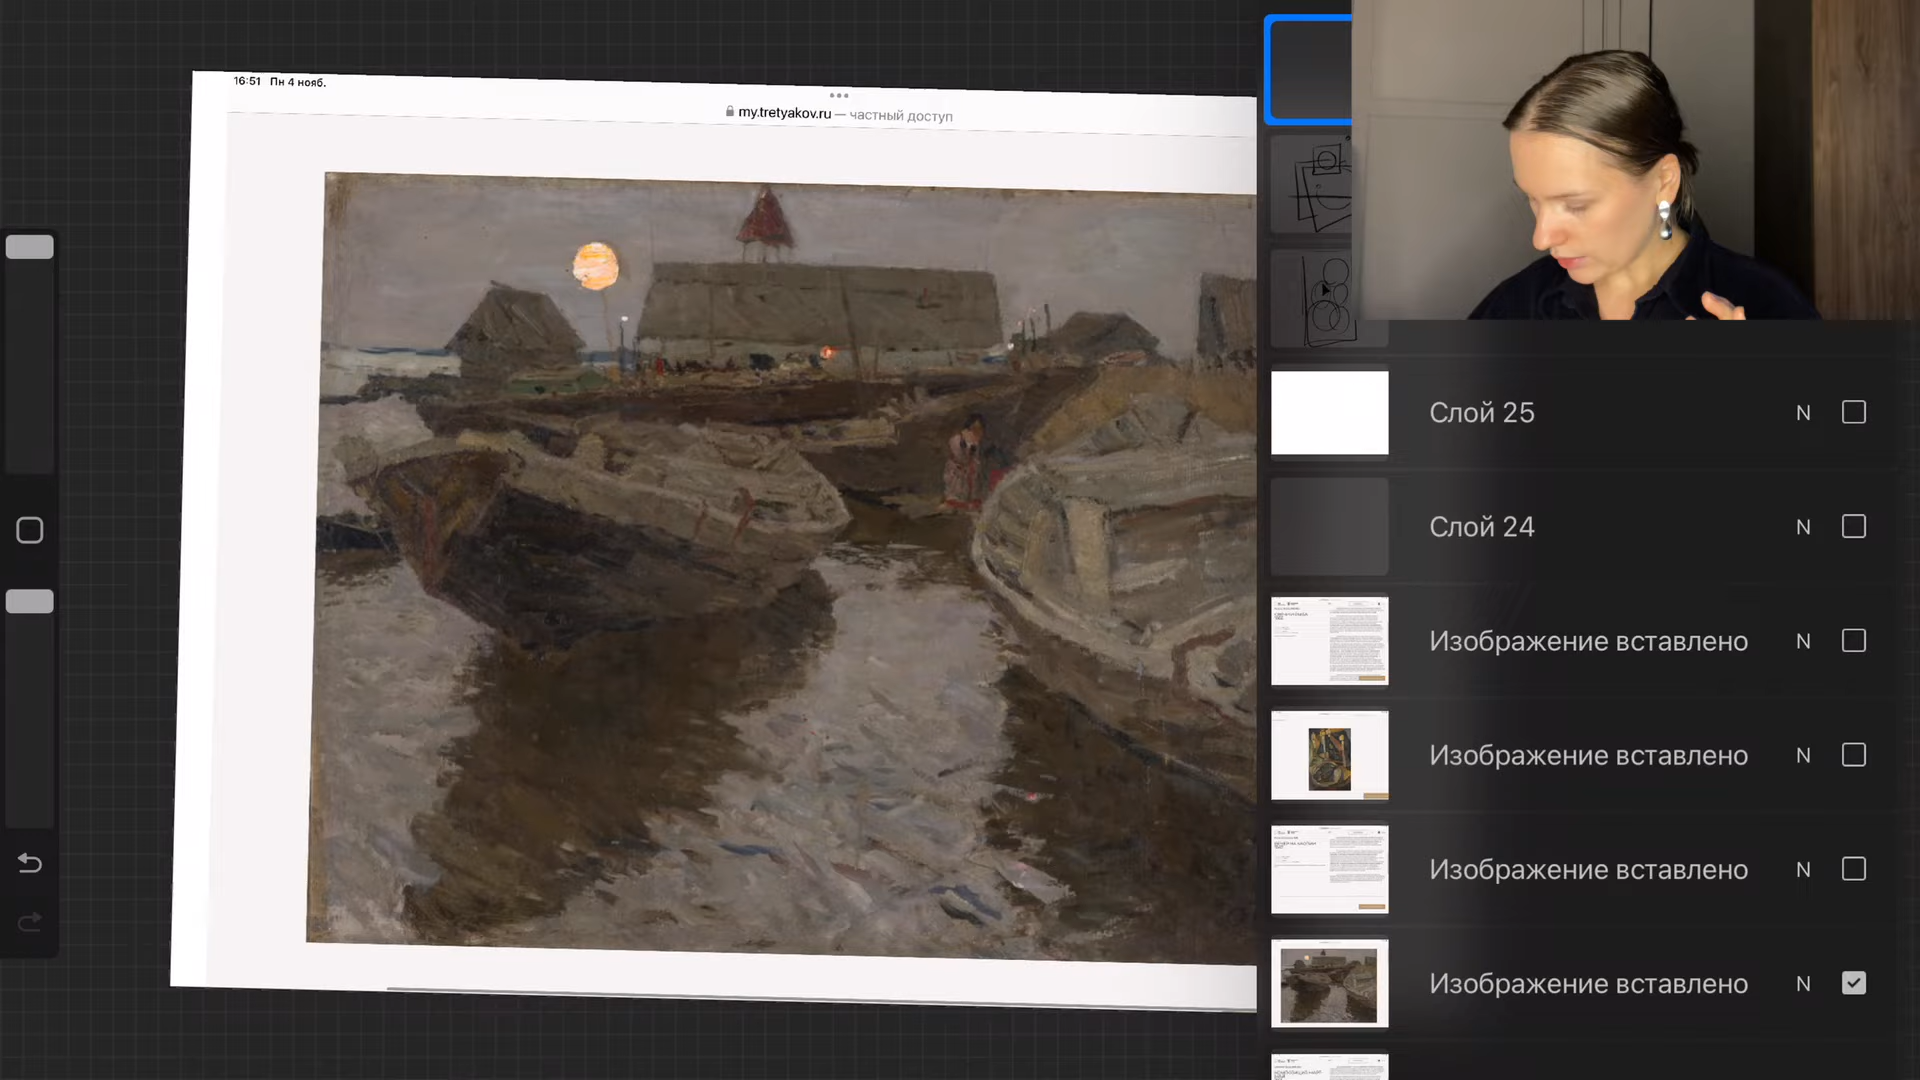 16:51 Пн 4 нояб.
my.tretyakov.ru — частный доступ
Слой 25 N
Слой 24 N
Изображение вставлено N
Изображение вставлено N
Изображение вставлено N
Изображение вставлено N